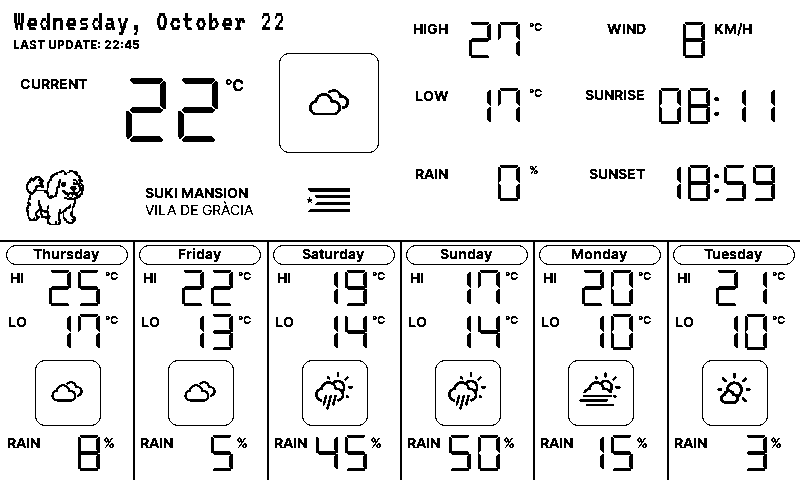 Wednesday, October 22
LAST UPDATE: 22:45
CURRENT 22 °C
HIGH 27 °C
WIND 8 KM/H
LOW 17 °C
SUNRISE 08:11
RAIN 0 %
SUNSET 18:59
SUKI MANSION
VILA DE GRÀCIA
Thursday
HI 25 °C
LO 17 °C
RAIN 8 %
Friday
HI 22 °C
LO 13 °C
RAIN 5 %
Saturday
HI 19 °C
LO 14 °C
RAIN 45 %
Sunday
HI 17 °C
LO 14 °C
RAIN 50 %
Monday
HI 20 °C
LO 10 °C
RAIN 15 %
Tuesday
HI 21 °C
LO 10 °C
RAIN 3 %